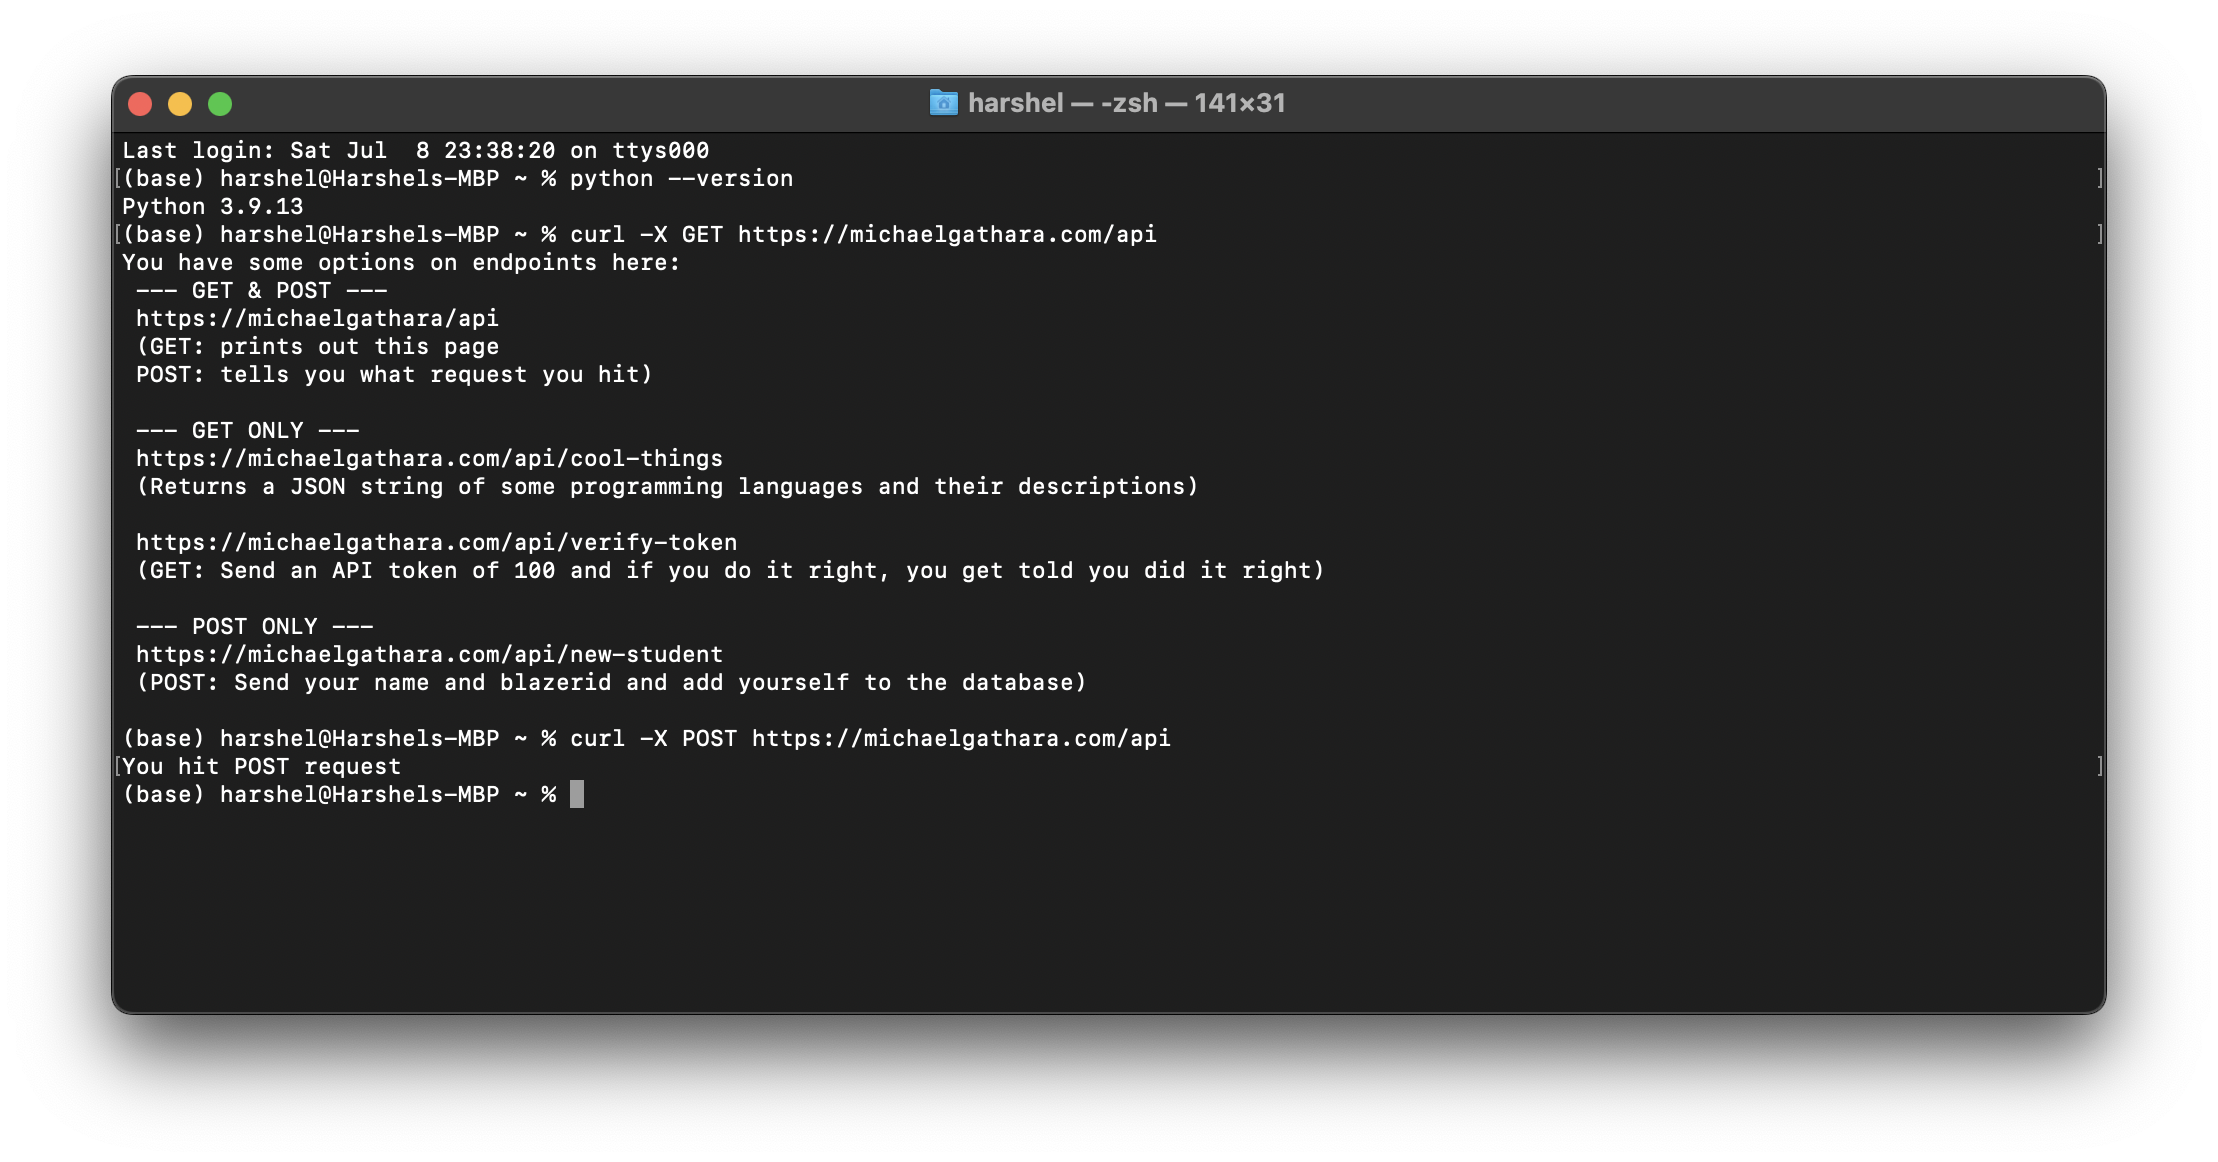 harshel — -zsh — 141×31
Last login: Sat Jul  8 23:38:20 on ttys000
[(base) harshel@Harshels-MBP ~ % python --version ]
Python 3.9.13
[(base) harshel@Harshels-MBP ~ % curl -X GET https://michaelgathara.com/api ]
You have some options on endpoints here:
 --- GET & POST ---
 https://michaelgathara/api
 (GET: prints out this page
 POST: tells you what request you hit)

 --- GET ONLY ---
 https://michaelgathara.com/api/cool-things
 (Returns a JSON string of some programming languages and their descriptions)

 https://michaelgathara.com/api/verify-token
 (GET: Send an API token of 100 and if you do it right, you get told you did it right)

 --- POST ONLY ---
 https://michaelgathara.com/api/new-student
 (POST: Send your name and blazerid and add yourself to the database)

(base) harshel@Harshels-MBP ~ % curl -X POST https://michaelgathara.com/api
[You hit POST request ]
(base) harshel@Harshels-MBP ~ %